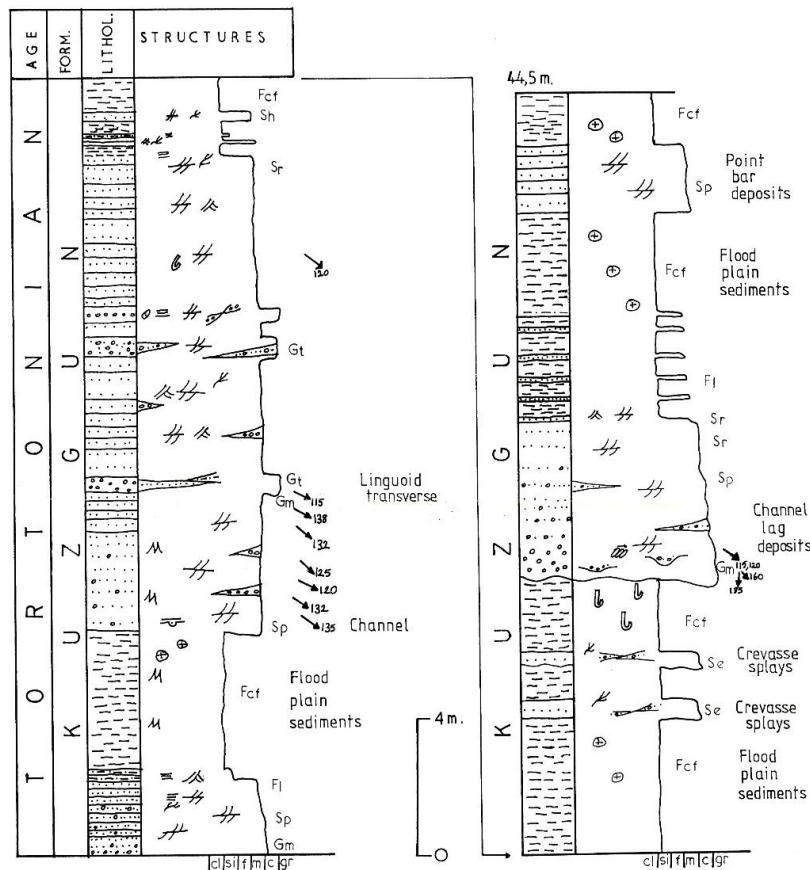 AGE
FORM.
LITHOL.
STRUCTURES
TORTONIAN
KUZGUN
Fcf
Sh
Sr
120
Gt
Gt
Linguoid
transverse
Gm
115
138
132
125
120
132
135
Sp
Channel
Fcf
Flood
plain
sediments
Fl
Sp
Gm
cl si f m c gr
4 m.
0
44,5 m.
KUZGUN
Fcf
Point
bar
deposits
Sp
Fcf
Flood
plain
sediments
Fl
Sr
Sr
Sp
Channel
lag
deposits
Gm
115,120
160
Fcf
Se
Crevasse
splays
Se
Crevasse
splays
Fcf
Flood
plain
sediments
cl si f m c gr